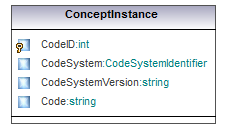 ConceptInstance
CodeID:int
CodeSystem:CodeSystemIdentifier
CodeSystemVersion:string
Code:string